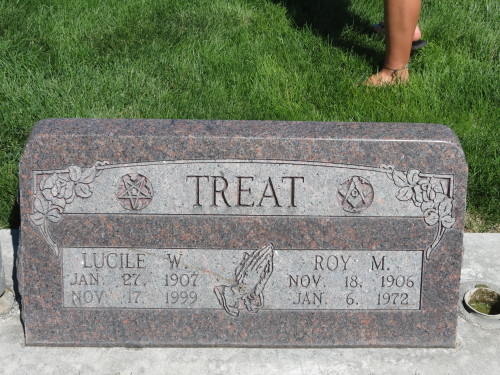 TREAT
LUCILE W.
JAN. 27, 1907
NOV. 17, 1999
ROY M.
NOV. 18, 1906
JAN. 6, 1972